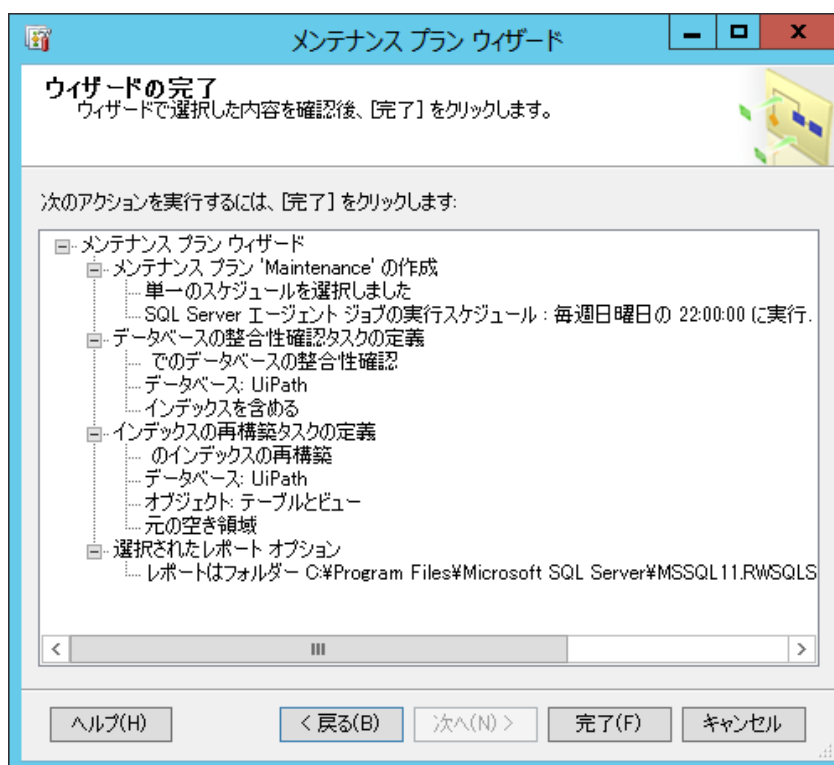 メンテナンス プラン ウィザード
ウィザードの完了
ウィザードで選択した内容を確認後、[完了] をクリックします。
次のアクションを実行するには、[完了] をクリックします:
メンテナンス プラン ウィザード
メンテナンス プラン 'Maintenance' の作成
単一のスケジュールを選択しました
SQL Server エージェント ジョブの実行スケジュール : 毎週日曜日の 22:00:00 に実行.
データベースの整合性確認タスクの定義
でのデータベースの整合性確認
データベース: UiPath
インデックスを含める
インデックスの再構築タスクの定義
のインデックスの再構築
データベース: UiPath
オブジェクト: テーブルとビュー
元の空き領域
選択されたレポート オプション
レポートはフォルダー C:¥Program Files¥Microsoft SQL Server¥MSSQL11.RWSQLS
ヘルプ(H) < 戻る(B) 次へ(N) > 完了(F) キャンセル